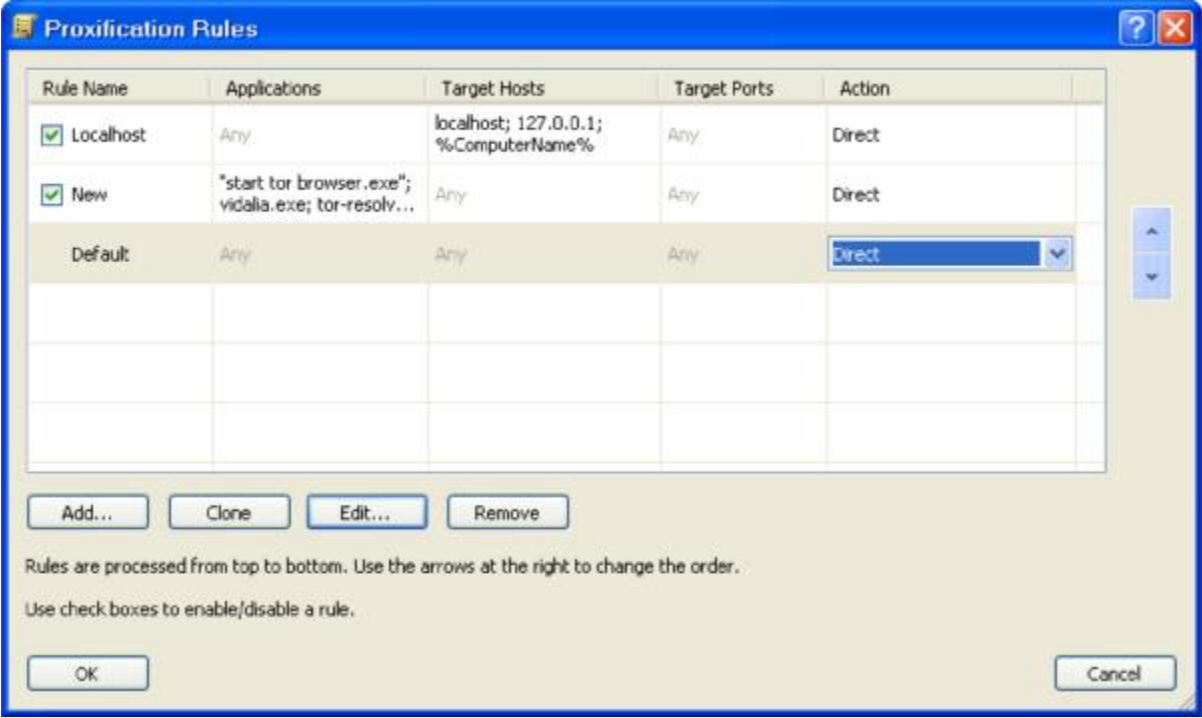 Proxification Rules
Rule Name Applications Target Hosts Target Ports Action
Localhost Any localhost; 127.0.0.1; Any Direct
%ComputerName%
New "start tor browser.exe"; Any Any Direct
vidalia.exe; tor-resolv...
Default Any Any Any Direct
Add... Clone Edit... Remove
Rules are processed from top to bottom. Use the arrows at the right to change the order.
Use check boxes to enable/disable a rule.
OK Cancel